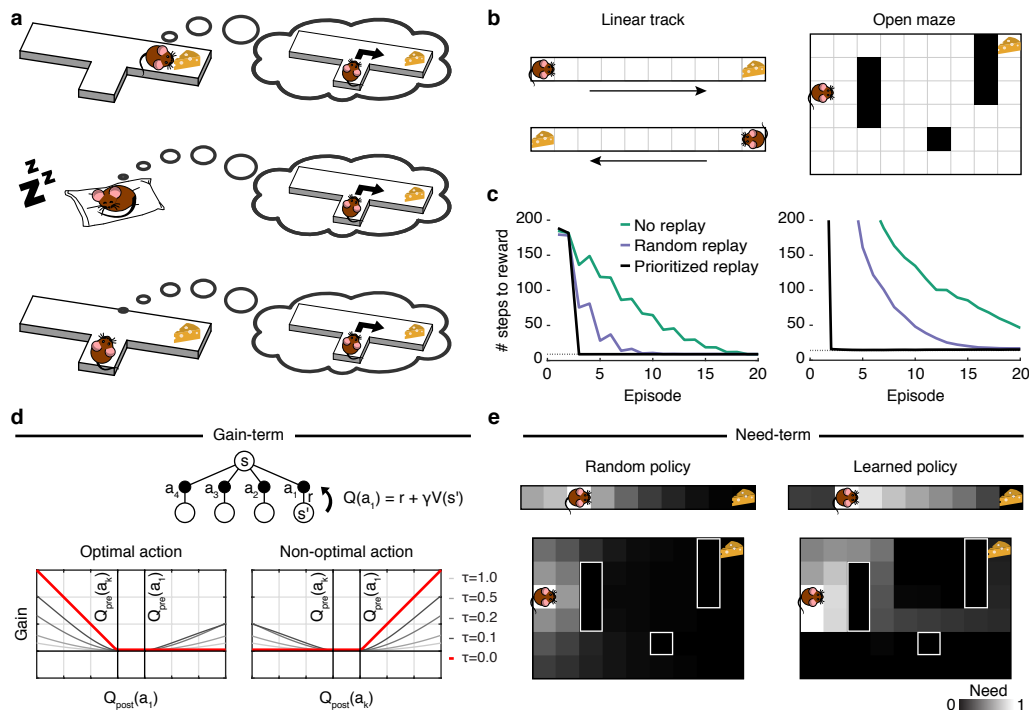 a
z
z
Z
b
Linear track
Open maze
c
200
150
100
50
0
# steps to reward
No replay
Random replay
Prioritized replay
0
5
10
15
20
Episode
200
150
100
50
0
0
5
10
15
20
Episode
d
Gain-term
s
a4
a3
a2
a1
r
s'
Q(a1) = r + γV(s')
Optimal action
Non-optimal action
Gain
Qpre(ak)
Qpre(a1)
Qpre(ak)
Qpre(a1)
τ=1.0
τ=0.5
τ=0.2
τ=0.1
τ=0.0
Qpost(a1)
Qpost(ak)
e
Need-term
Random policy
Learned policy
Need
0
1